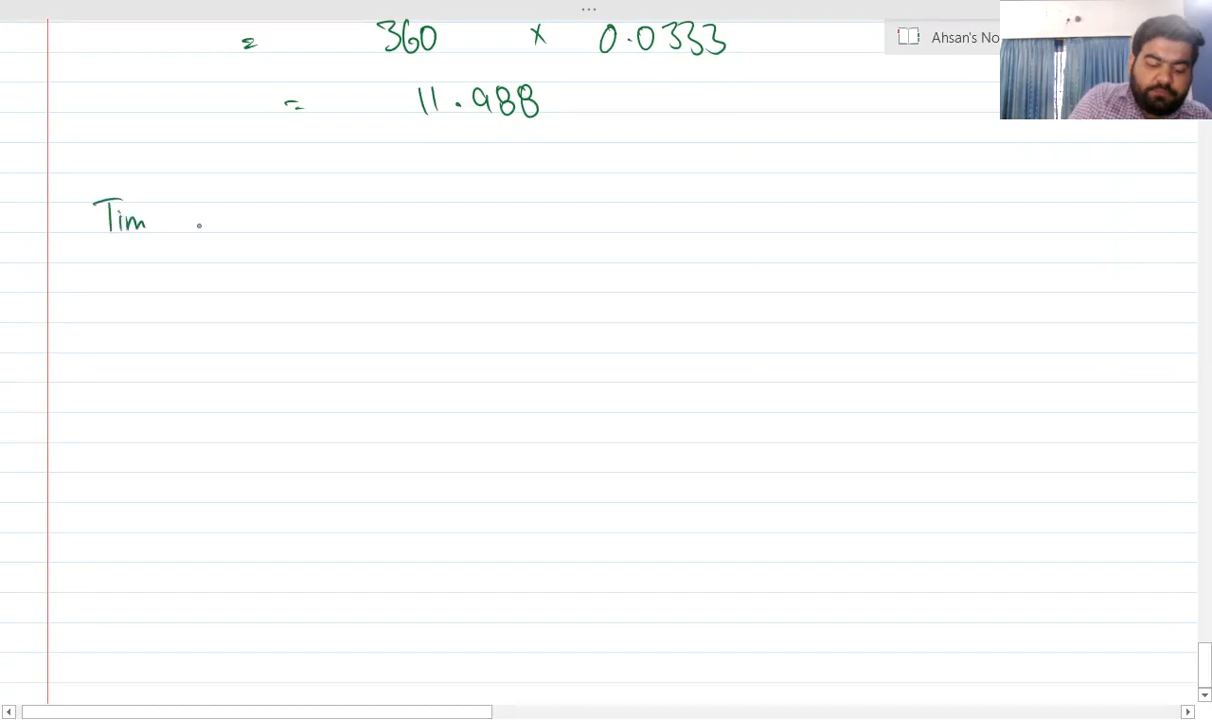 ...
= 360 × 0.0333
Ahsan's No
= 11.988
Tim